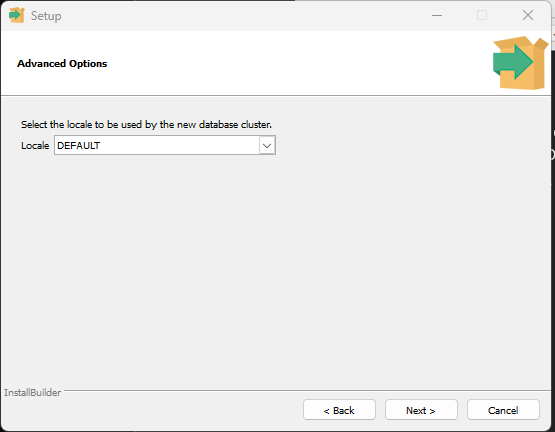 Setup
Advanced Options
Select the locale to be used by the new database cluster.
Locale DEFAULT
InstallBuilder
< Back Next > Cancel